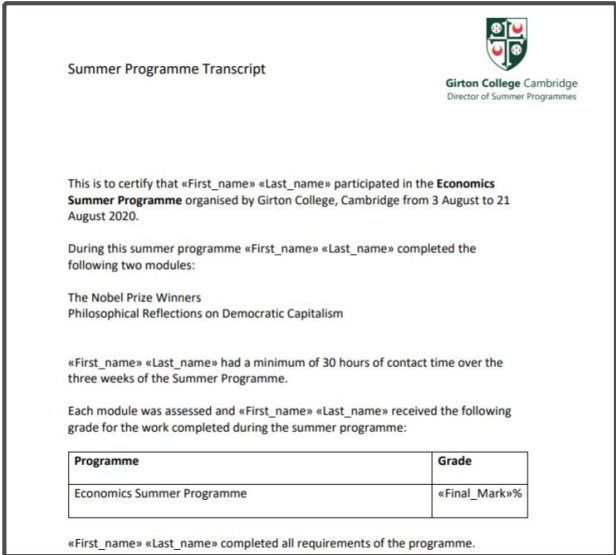 Summer Programme Transcript
Girton College Cambridge
Director of Summer Programmes
This is to certify that «First_name» «Last_name» participated in the Economics
Summer Programme organised by Girton College, Cambridge from 3 August to 21
August 2020.
During this summer programme «First_name» «Last_name» completed the
following two modules:
The Nobel Prize Winners
Philosophical Reflections on Democratic Capitalism
«First_name» «Last_name» had a minimum of 30 hours of contact time over the
three weeks of the Summer Programme.
Each module was assessed and «First_name» «Last_name» received the following
grade for the work completed during the summer programme:
Programme Grade
Economics Summer Programme «Final_Mark»%
«First_name» «Last_name» completed all requirements of the programme.